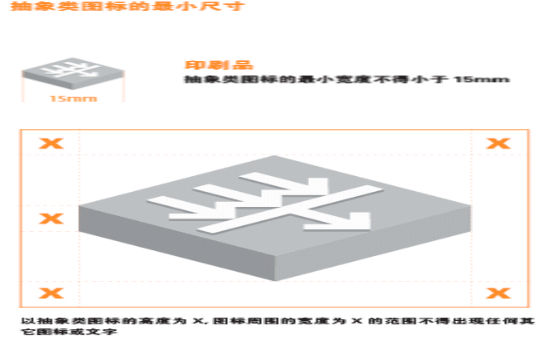 抽象类图标的最小尺寸
印刷品
抽象类图标的最小宽度不得小于 15mm
15mm
X X
X
X X
以抽象类图标的高度为 X, 图标周围的宽度为 X 的范围不得出现任何其
它图标或文字